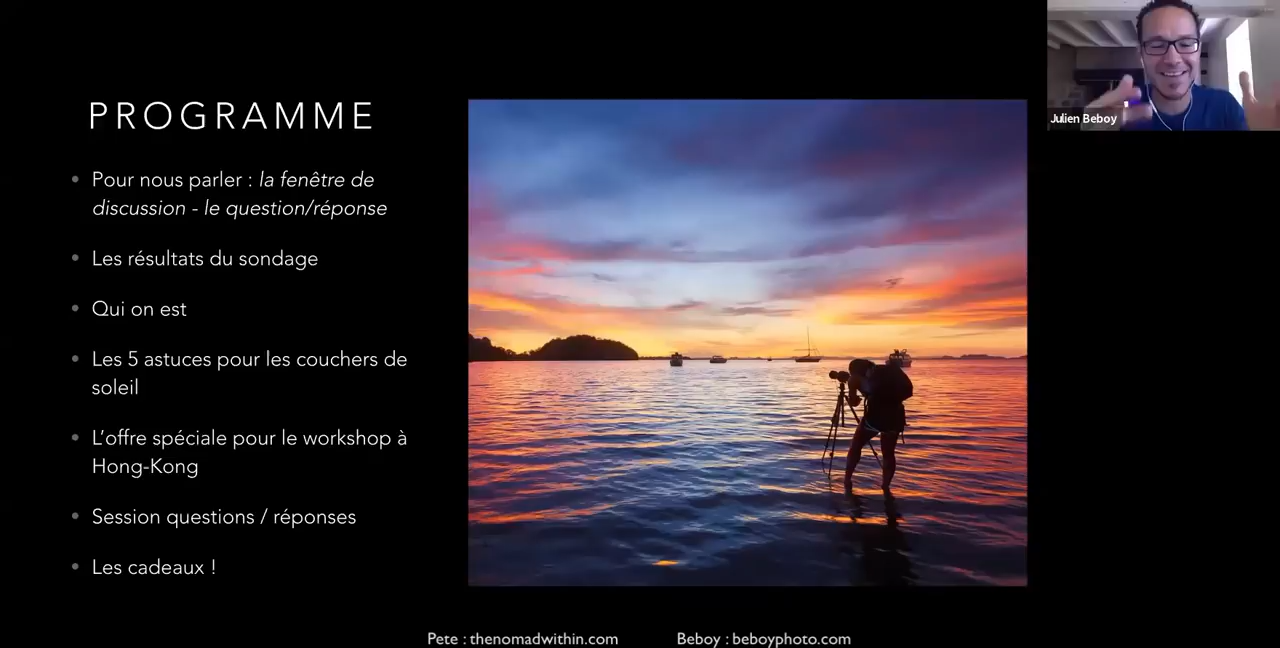 PROGRAMME
• Pour nous parler : la fenêtre de
discussion - le question/réponse
• Les résultats du sondage
• Qui on est
• Les 5 astuces pour les couchers de
soleil
• L'offre spéciale pour le workshop à
Hong-Kong
• Session questions / réponses
• Les cadeaux !
Julien Beboy
Pete : thenomadwithin.com
Beboy : beboyphoto.com